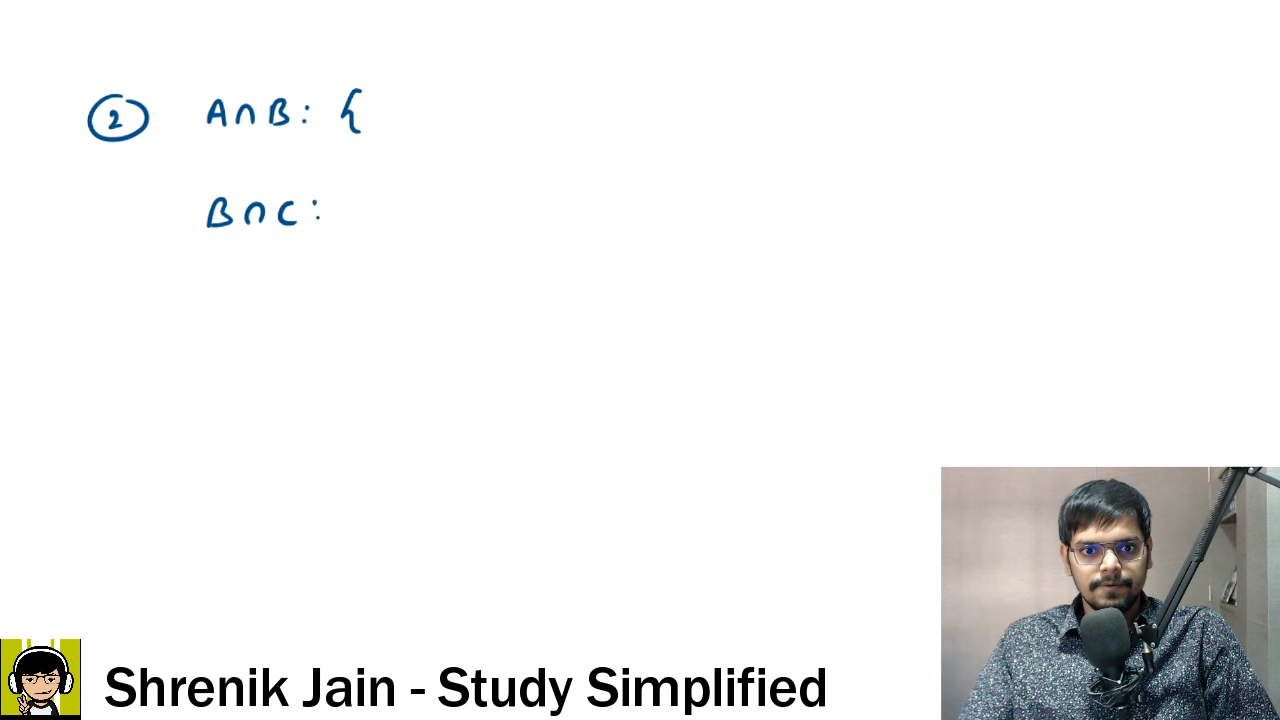 2 A∩B: {
B∩C:
Shrenik Jain - Study Simplified